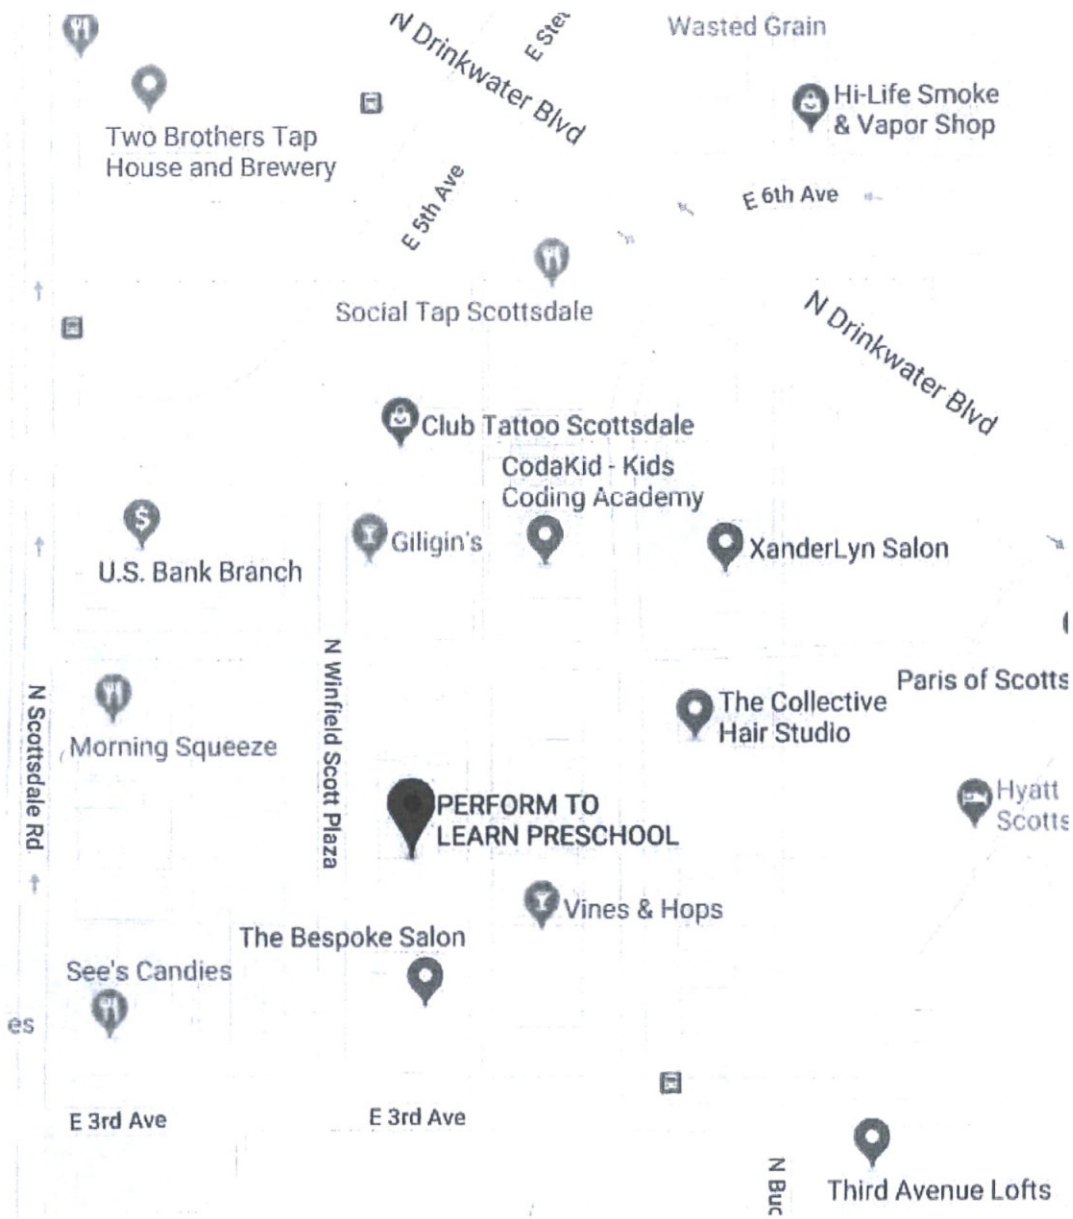 Wasted Grain
N Drinkwater Blvd
Hi-Life Smoke
& Vapor Shop
Two Brothers Tap
House and Brewery
E 5th Ave
E 6th Ave
Social Tap Scottsdale
N Drinkwater Blvd
Club Tattoo Scottsdale
CodaKid - Kids
Coding Academy
Giligin's
XanderLyn Salon
$
U.S. Bank Branch
N Winfield Scott Plaza
N Scottsdale Rd
Paris of Scotts
The Collective
Hair Studio
Morning Squeeze
Hyatt
Scotts
PERFORM TO
LEARN PRESCHOOL
Vines & Hops
The Bespoke Salon
See's Candies
es
E 3rd Ave
E 3rd Ave
N Buc
Third Avenue Lofts